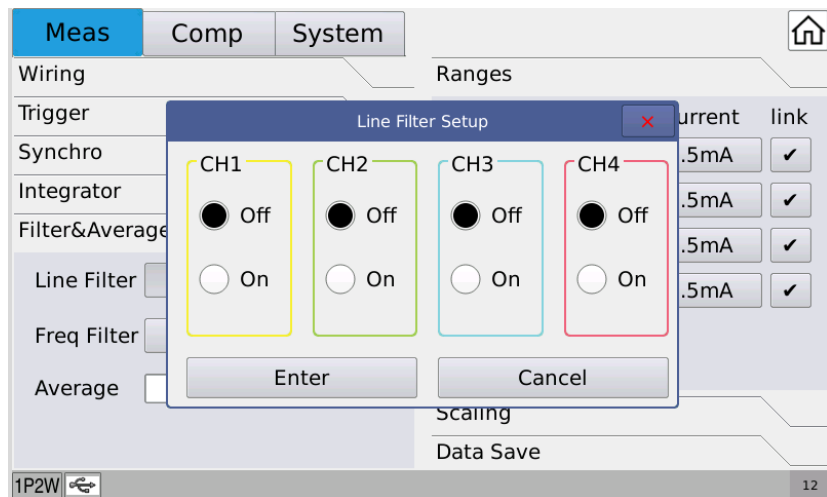 Meas Comp System
Wiring
Ranges
Trigger
Line Filter Setup
urrent link
Synchro
CH1 CH2 CH3 CH4
.5mA ✔
Integrator
Off Off Off Off
.5mA ✔
Filter&Average
.5mA ✔
Line Filter
On On On On
.5mA ✔
Freq Filter
Average
Enter Cancel
Scaling
Data Save
1P2W
12